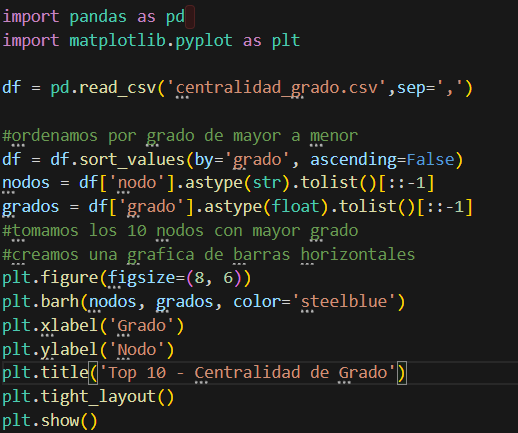 import pandas as pd
import matplotlib.pyplot as plt
df = pd.read_csv('centralidad_grado.csv',sep=',')
#ordenamos por grado de mayor a menor
df = df.sort_values(by='grado', ascending=False)
nodos = df['nodo'].astype(str).tolist()[::-1]
grados = df['grado'].astype(float).tolist()[::-1]
#tomamos los 10 nodos con mayor grado
#creamos una grafica de barras horizontales
plt.figure(figsize=(8, 6))
plt.barh(nodos, grados, color='steelblue')
plt.xlabel('Grado')
plt.ylabel('Nodo')
plt.title('Top 10 - Centralidad de Grado')
plt.tight_layout()
plt.show()